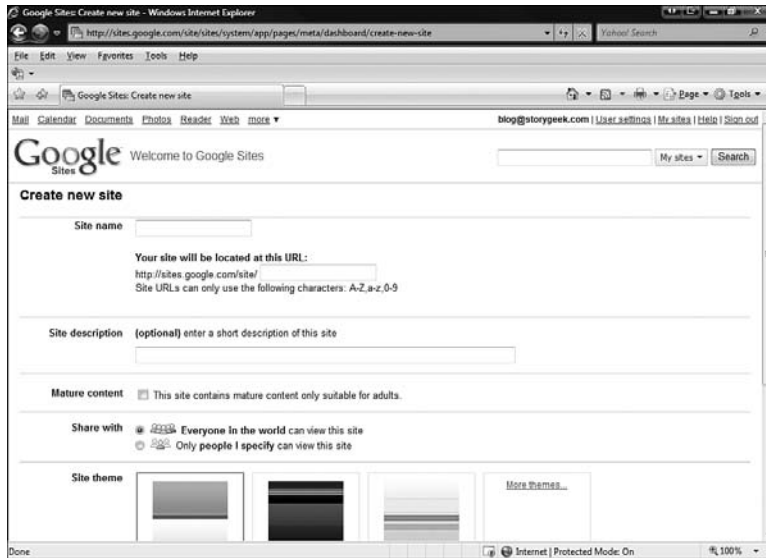 Google Sites: Create new site - Windows Internet Explorer
http://sites.google.com/site/sites/system/app/pages/meta/dashboard/create-new-site
Yahoo! Search
File Edit View Favorites Tools Help
Google Sites: Create new site
Page Tools
Mail Calendar Documents Photos Reader Web more ▼
blog@storygeek.com | User settings | My sites | Help | Sign out
Google Sites
Welcome to Google Sites
My sites
Search
Create new site
Site name
Your site will be located at this URL:
http://sites.google.com/site/
Site URLs can only use the following characters: A-Z,a-z,0-9
Site description
(optional) enter a short description of this site
Mature content
This site contains mature content only suitable for adults.
Share with
Everyone in the world can view this site
Only people I specify can view this site
Site theme
More themes...
Done
Internet | Protected Mode: On
100%